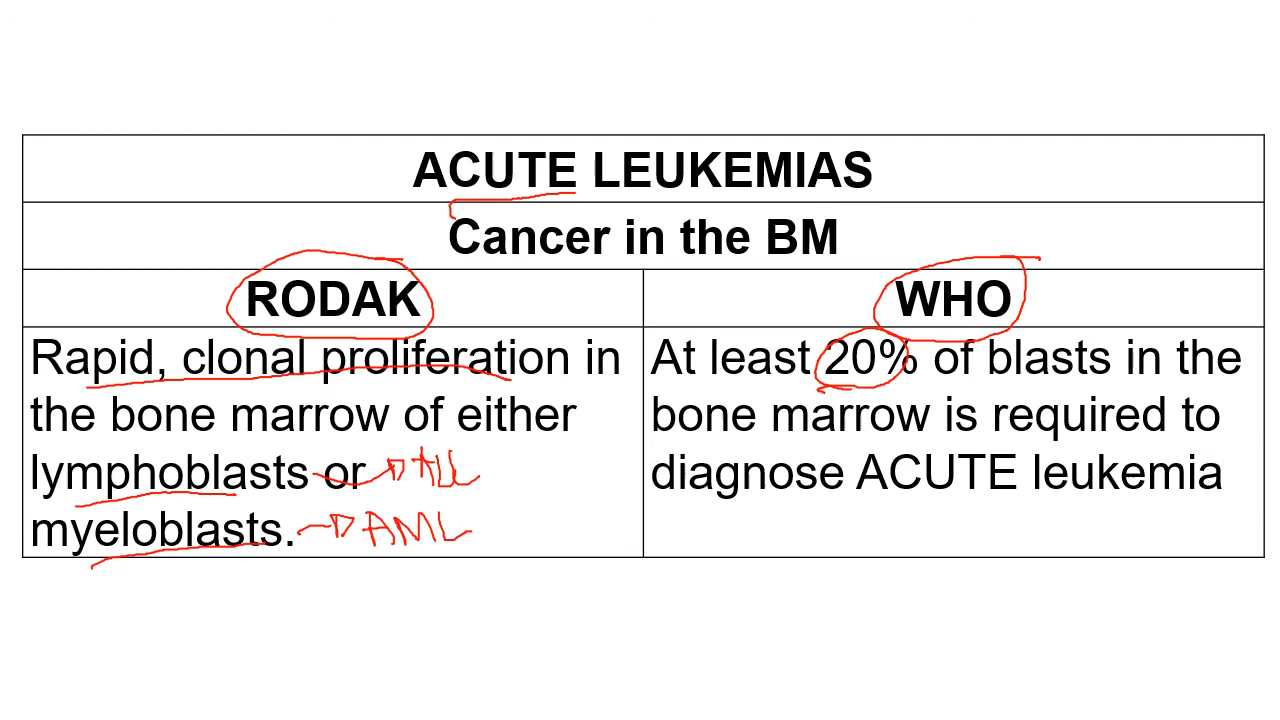 ACUTE LEUKEMIAS
Cancer in the BM
RODAK
WHO
Rapid, clonal proliferation in
the bone marrow of either
lymphoblasts or ALL
myeloblasts. AML
At least 20% of blasts in the
bone marrow is required to
diagnose ACUTE leukemia